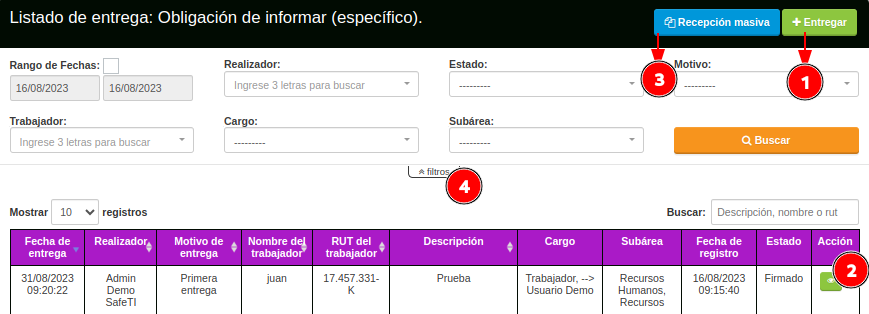 Listado de entrega: Obligación de informar (específico).
Recepción masiva
+ Entregar
Rango de Fechas:
Realizador:
Estado:
Motivo:
16/08/2023
16/08/2023
Ingrese 3 letras para buscar
---------
3
---------
1
Trabajador:
Cargo:
Subárea:
Ingrese 3 letras para buscar
---------
---------
Buscar
filtros
4
Mostrar 10 registros
Buscar: Descripción, nombre o rut
Fecha de entrega
Realizador
Motivo de entrega
Nombre del trabajador
RUT del trabajador
Descripción
Cargo
Subárea
Fecha de registro
Estado
Acción
31/08/2023
09:20:22
Admin
Demo
SafeTI
Primera
entrega
juan
17.457.331-
K
Prueba
Trabajador, -->
Usuario Demo
Recursos
Humanos,
Recursos
16/08/2023
09:15:40
Firmado
2